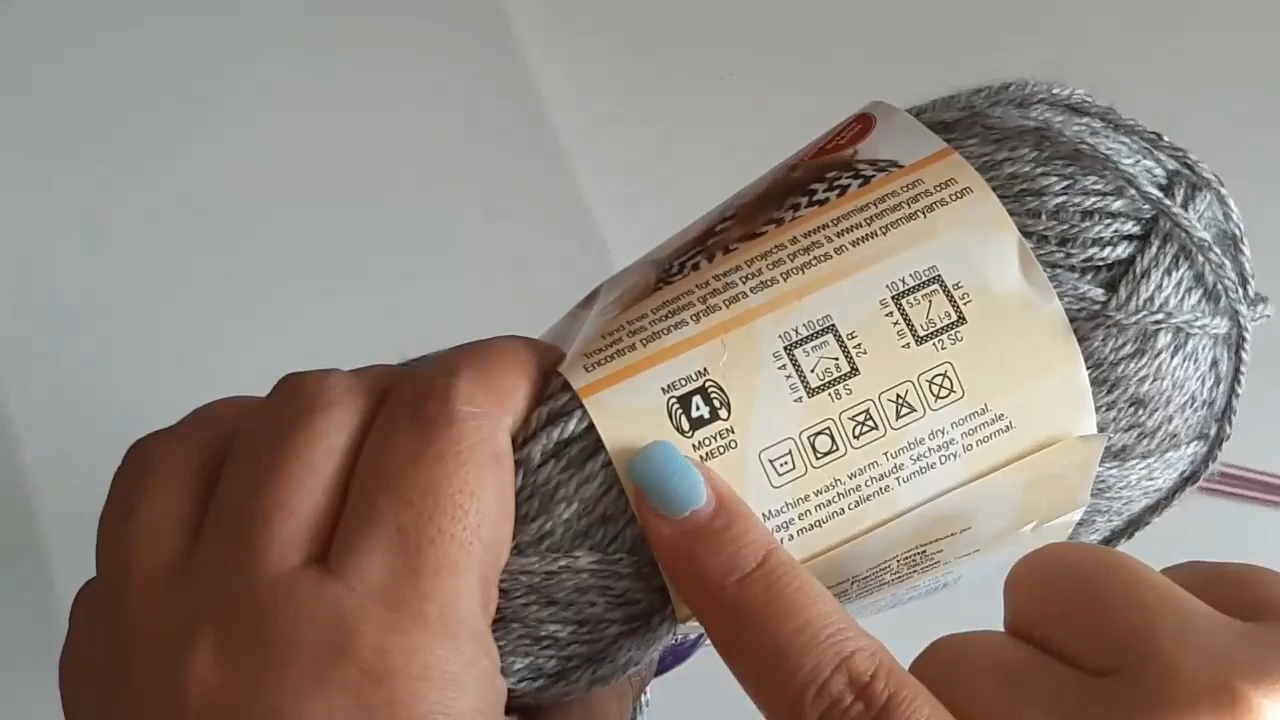 Find free patterns for these projects at www.premieryarns.com
Trouver des modèles gratuits pour ces projets à www.premieryarns.com
Encontrar patrones gratis para estos proyectos en www.premieryarns.com
MEDIUM
4
MOYEN
MEDIO
10 X 10 cm
4 in x 4 in
5 mm
US 8
24 R
18 S
10 X 10 cm
4 in x 4 in
5.5 mm
US I-9
15 R
12 SC
Machine wash, warm. Tumble dry, normal.
age en machine chaude. Séchage, normale.
r a maquina caliente. Tumble Dry, lo normal.
Premier Yarns